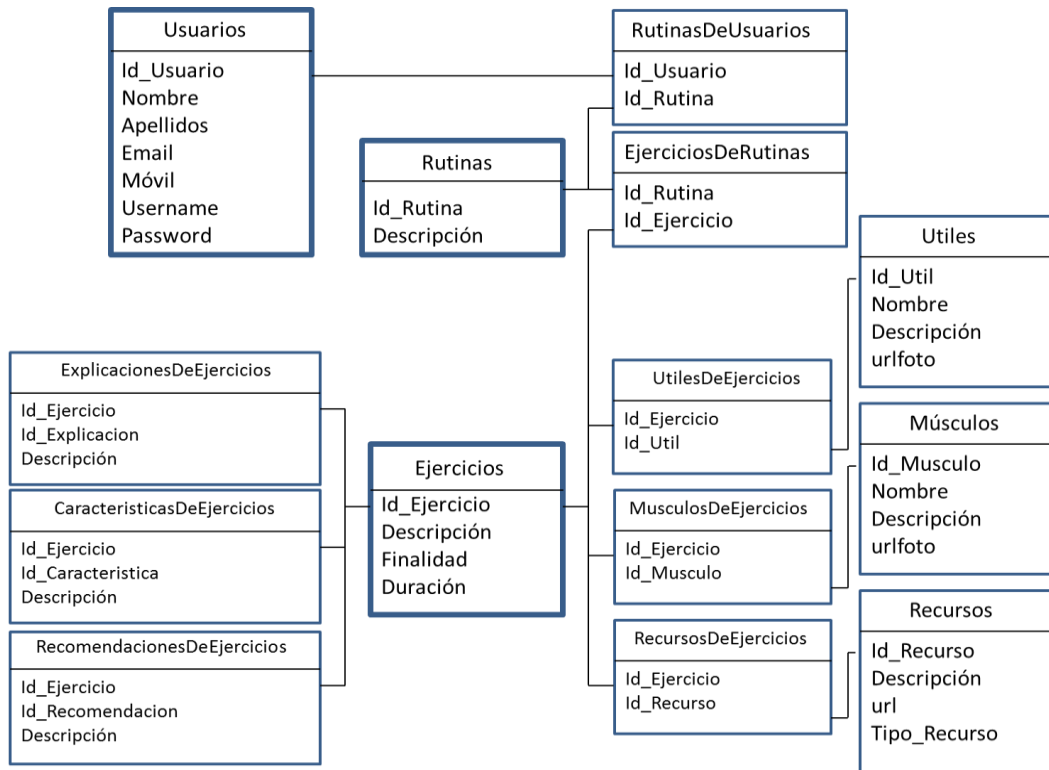 Usuarios
Id_Usuario
Nombre
Apellidos
Email
Móvil
Username
Password
RutinasDeUsuarios
Id_Usuario
Id_Rutina
Rutinas
Id_Rutina
Descripción
EjerciciosDeRutinas
Id_Rutina
Id_Ejercicio
Utiles
Id_Util
Nombre
Descripción
urlfoto
ExplicacionesDeEjercicios
Id_Ejercicio
Id_Explicacion
Descripción
UtilesDeEjercicios
Id_Ejercicio
Id_Util
Músculos
Id_Musculo
Nombre
Descripción
urlfoto
Ejercicios
Id_Ejercicio
Descripción
Finalidad
Duración
CaracteristicasDeEjercicios
Id_Ejercicio
Id_Caracteristica
Descripción
MusculosDeEjercicios
Id_Ejercicio
Id_Musculo
Recursos
Id_Recurso
Descripción
url
Tipo_Recurso
RecomendacionesDeEjercicios
Id_Ejercicio
Id_Recomendacion
Descripción
RecursosDeEjercicios
Id_Ejercicio
Id_Recurso